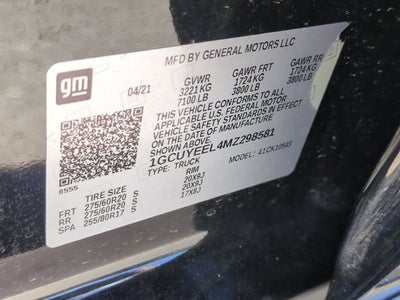 gm
MFD BY GENERAL MOTORS LLC
04/21 GVWR GAWR FRT GAWR RR
3221 KG 1724 KG 1724 KG
7100 LB 3800 LB 3800 LB
THIS VEHICLE CONFORMS TO ALL
APPLICABLE U.S. FEDERAL MOTOR
VEHICLE SAFETY STANDARDS IN EFFECT
ON THE DATE OF MANUFACTURE
SHOWN ABOVE.
1GCUYEEL4MZ298581
TYPE: TRUCK MODEL: 41CK10543
8555
TIRE SIZE RIM
FRT 275/60R20 S 20X9J
RR 275/60R20 S 20X9J
SPA 255/80R17 S 17X8J